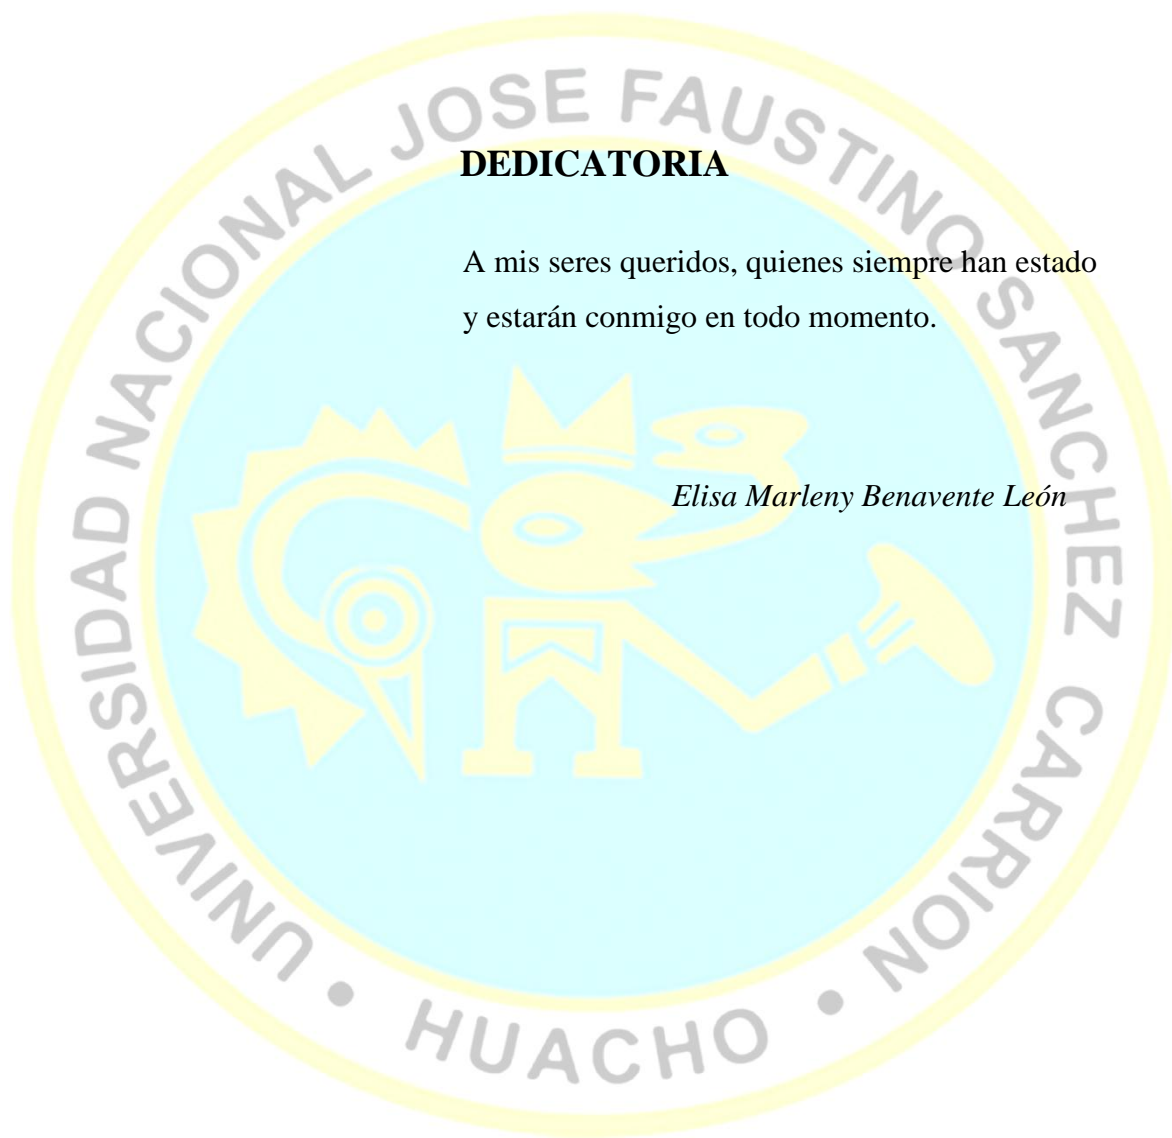 UNIVERSIDAD NACIONAL JOSE FAUSTINO SANCHEZ CARRION
DEDICATORIA
A mis seres queridos, quienes siempre han estado
y estarán conmigo en todo momento.
Elisa Marleny Benavente León
• HUACHO •